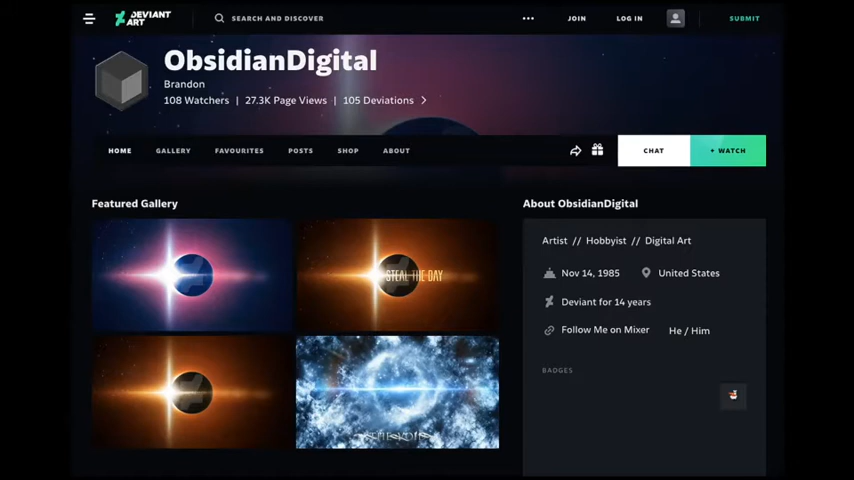 DEVIANT ART
SEARCH AND DISCOVER
JOIN
LOG IN
SUBMIT
ObsidianDigital
Brandon
108 Watchers | 27.3K Page Views | 105 Deviations
HOME
GALLERY
FAVOURITES
POSTS
SHOP
ABOUT
CHAT
+ WATCH
Featured Gallery
STEAL THE DAY
THE VOID
About ObsidianDigital
Artist // Hobbyist // Digital Art
Nov 14, 1985
United States
Deviant for 14 years
Follow Me on Mixer
He / Him
BADGES